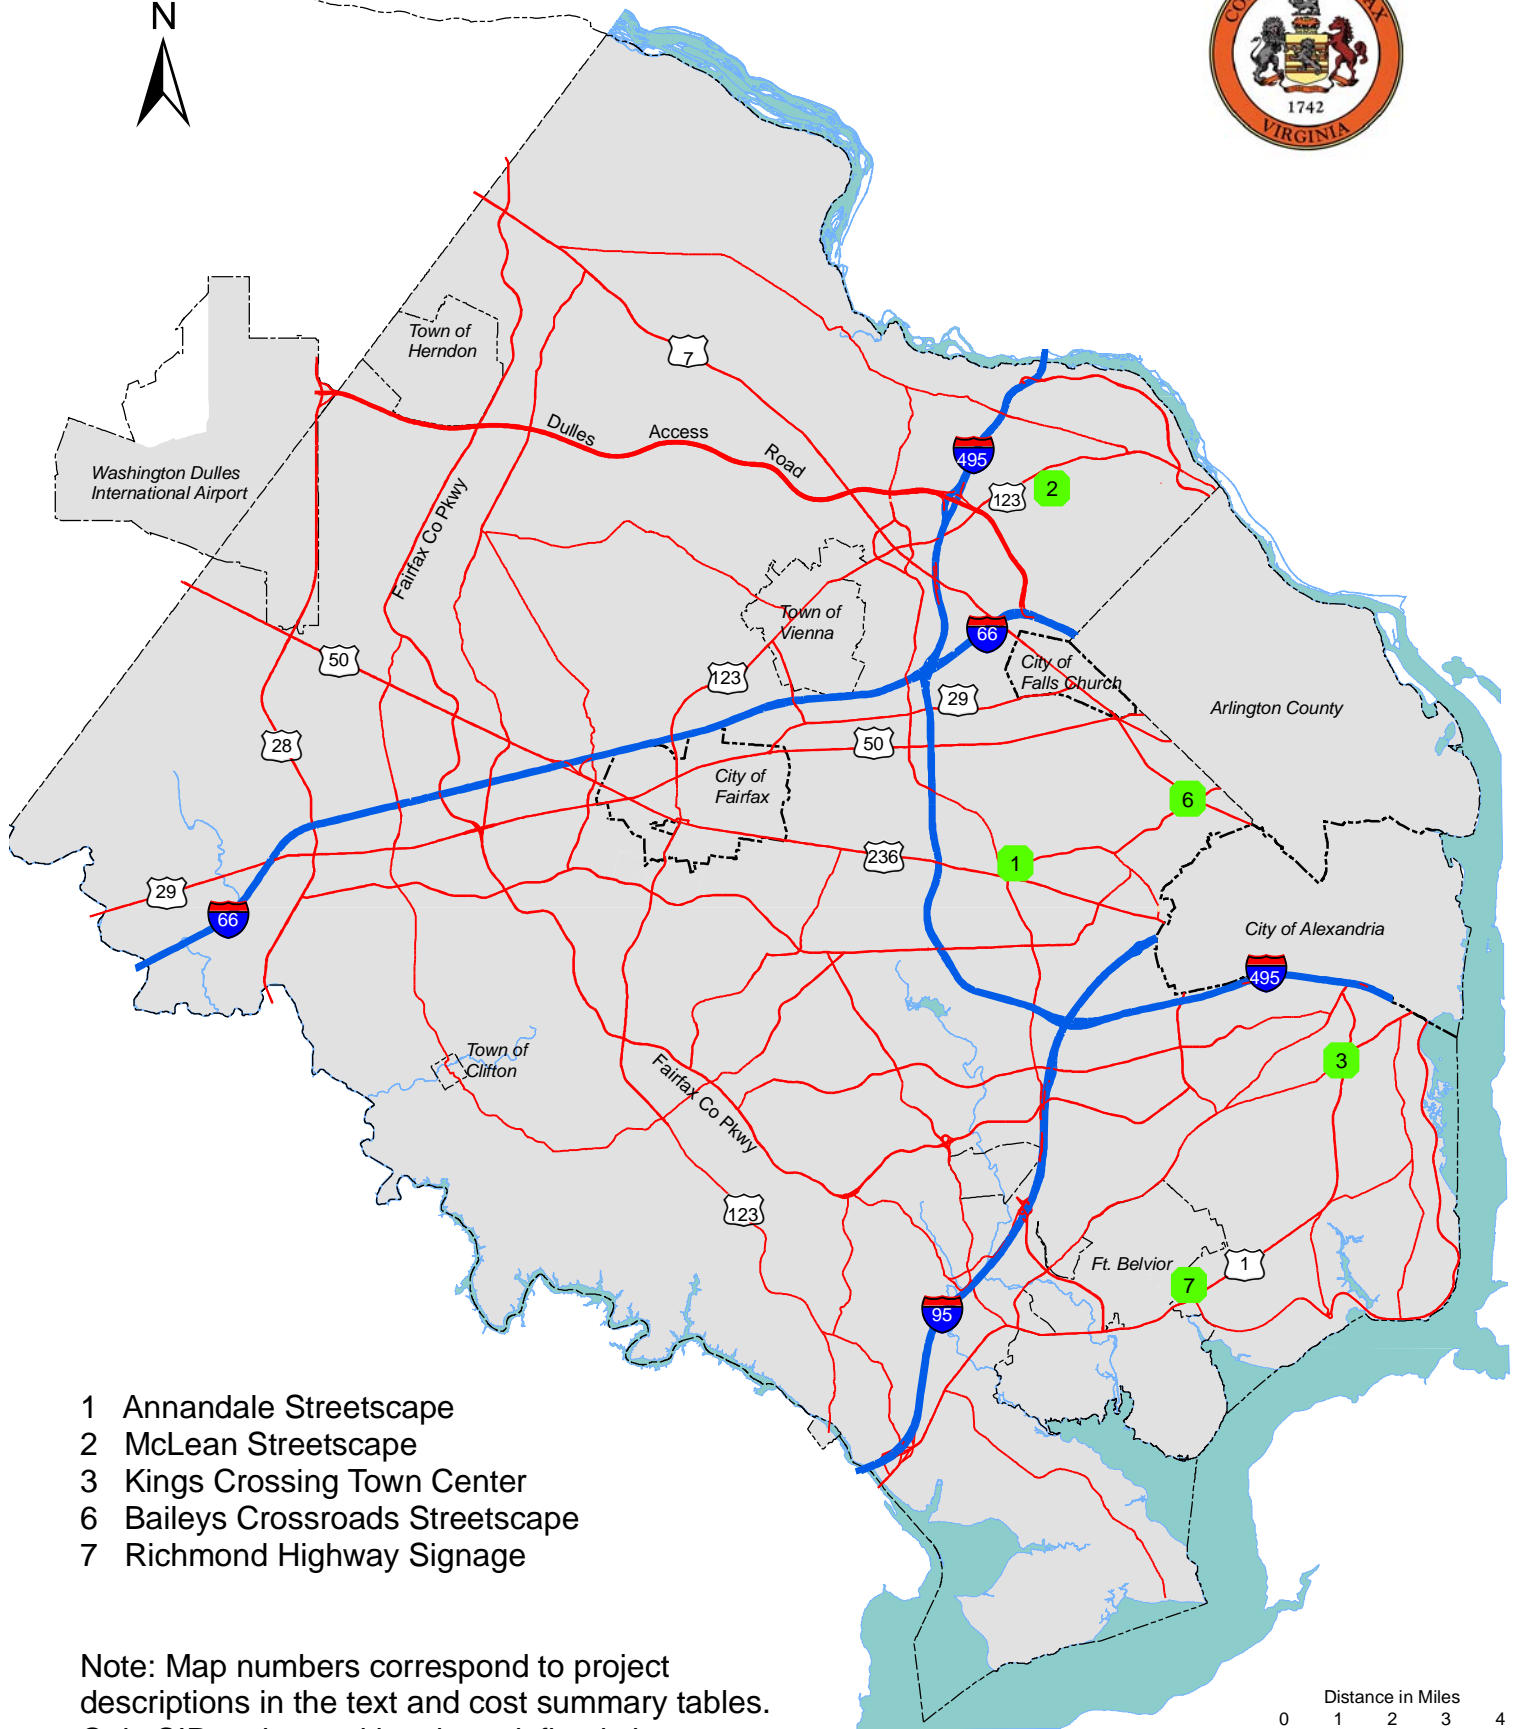 N
1742
VIRGINIA
Town of
Herndon
7
Dulles
Access
Road
495
123
2
Washington Dulles
International Airport
Fairfax Co Pkwy
Town of
Vienna
66
City of
Falls Church
50
123
29
Arlington County
28
50
City of
Fairfax
6
236
1
29
66
City of Alexandria
495
Town of
Clifton
3
Fairfax Co Pkwy
123
Ft. Belvior
1
7
95
1 Annandale Streetscape
2 McLean Streetscape
3 Kings Crossing Town Center
6 Baileys Crossroads Streetscape
7 Richmond Highway Signage
Note: Map numbers correspond to project
descriptions in the text and cost summary tables.
Distance in Miles
0 1 2 3 4